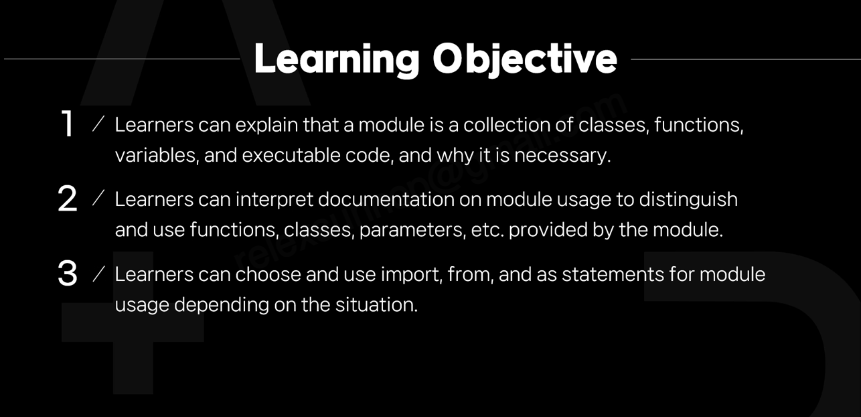 Learning Objective
1 / Learners can explain that a module is a collection of classes, functions,
variables, and executable code, and why it is necessary.
2 / Learners can interpret documentation on module usage to distinguish
and use functions, classes, parameters, etc. provided by the module.
3 / Learners can choose and use import, from, and as statements for module
usage depending on the situation.